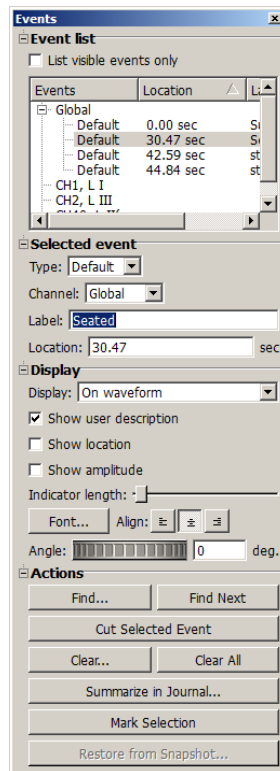 Events
Event list
List visible events only
Events Location
Global
Default 0.00 sec
Default 30.47 sec
Default 42.59 sec st
Default 44.84 sec st
CH1, L I
CH2, L III
Selected event
Type: Default
Channel: Global
Label: Seated
Location: 30.47 sec
Display
Display: On waveform
Show user description
Show location
Show amplitude
Indicator length:
Font... Align:
Angle: 0 deg.
Actions
Find... Find Next
Cut Selected Event
Clear... Clear All
Summarize in Journal...
Mark Selection
Restore from Snapshot...